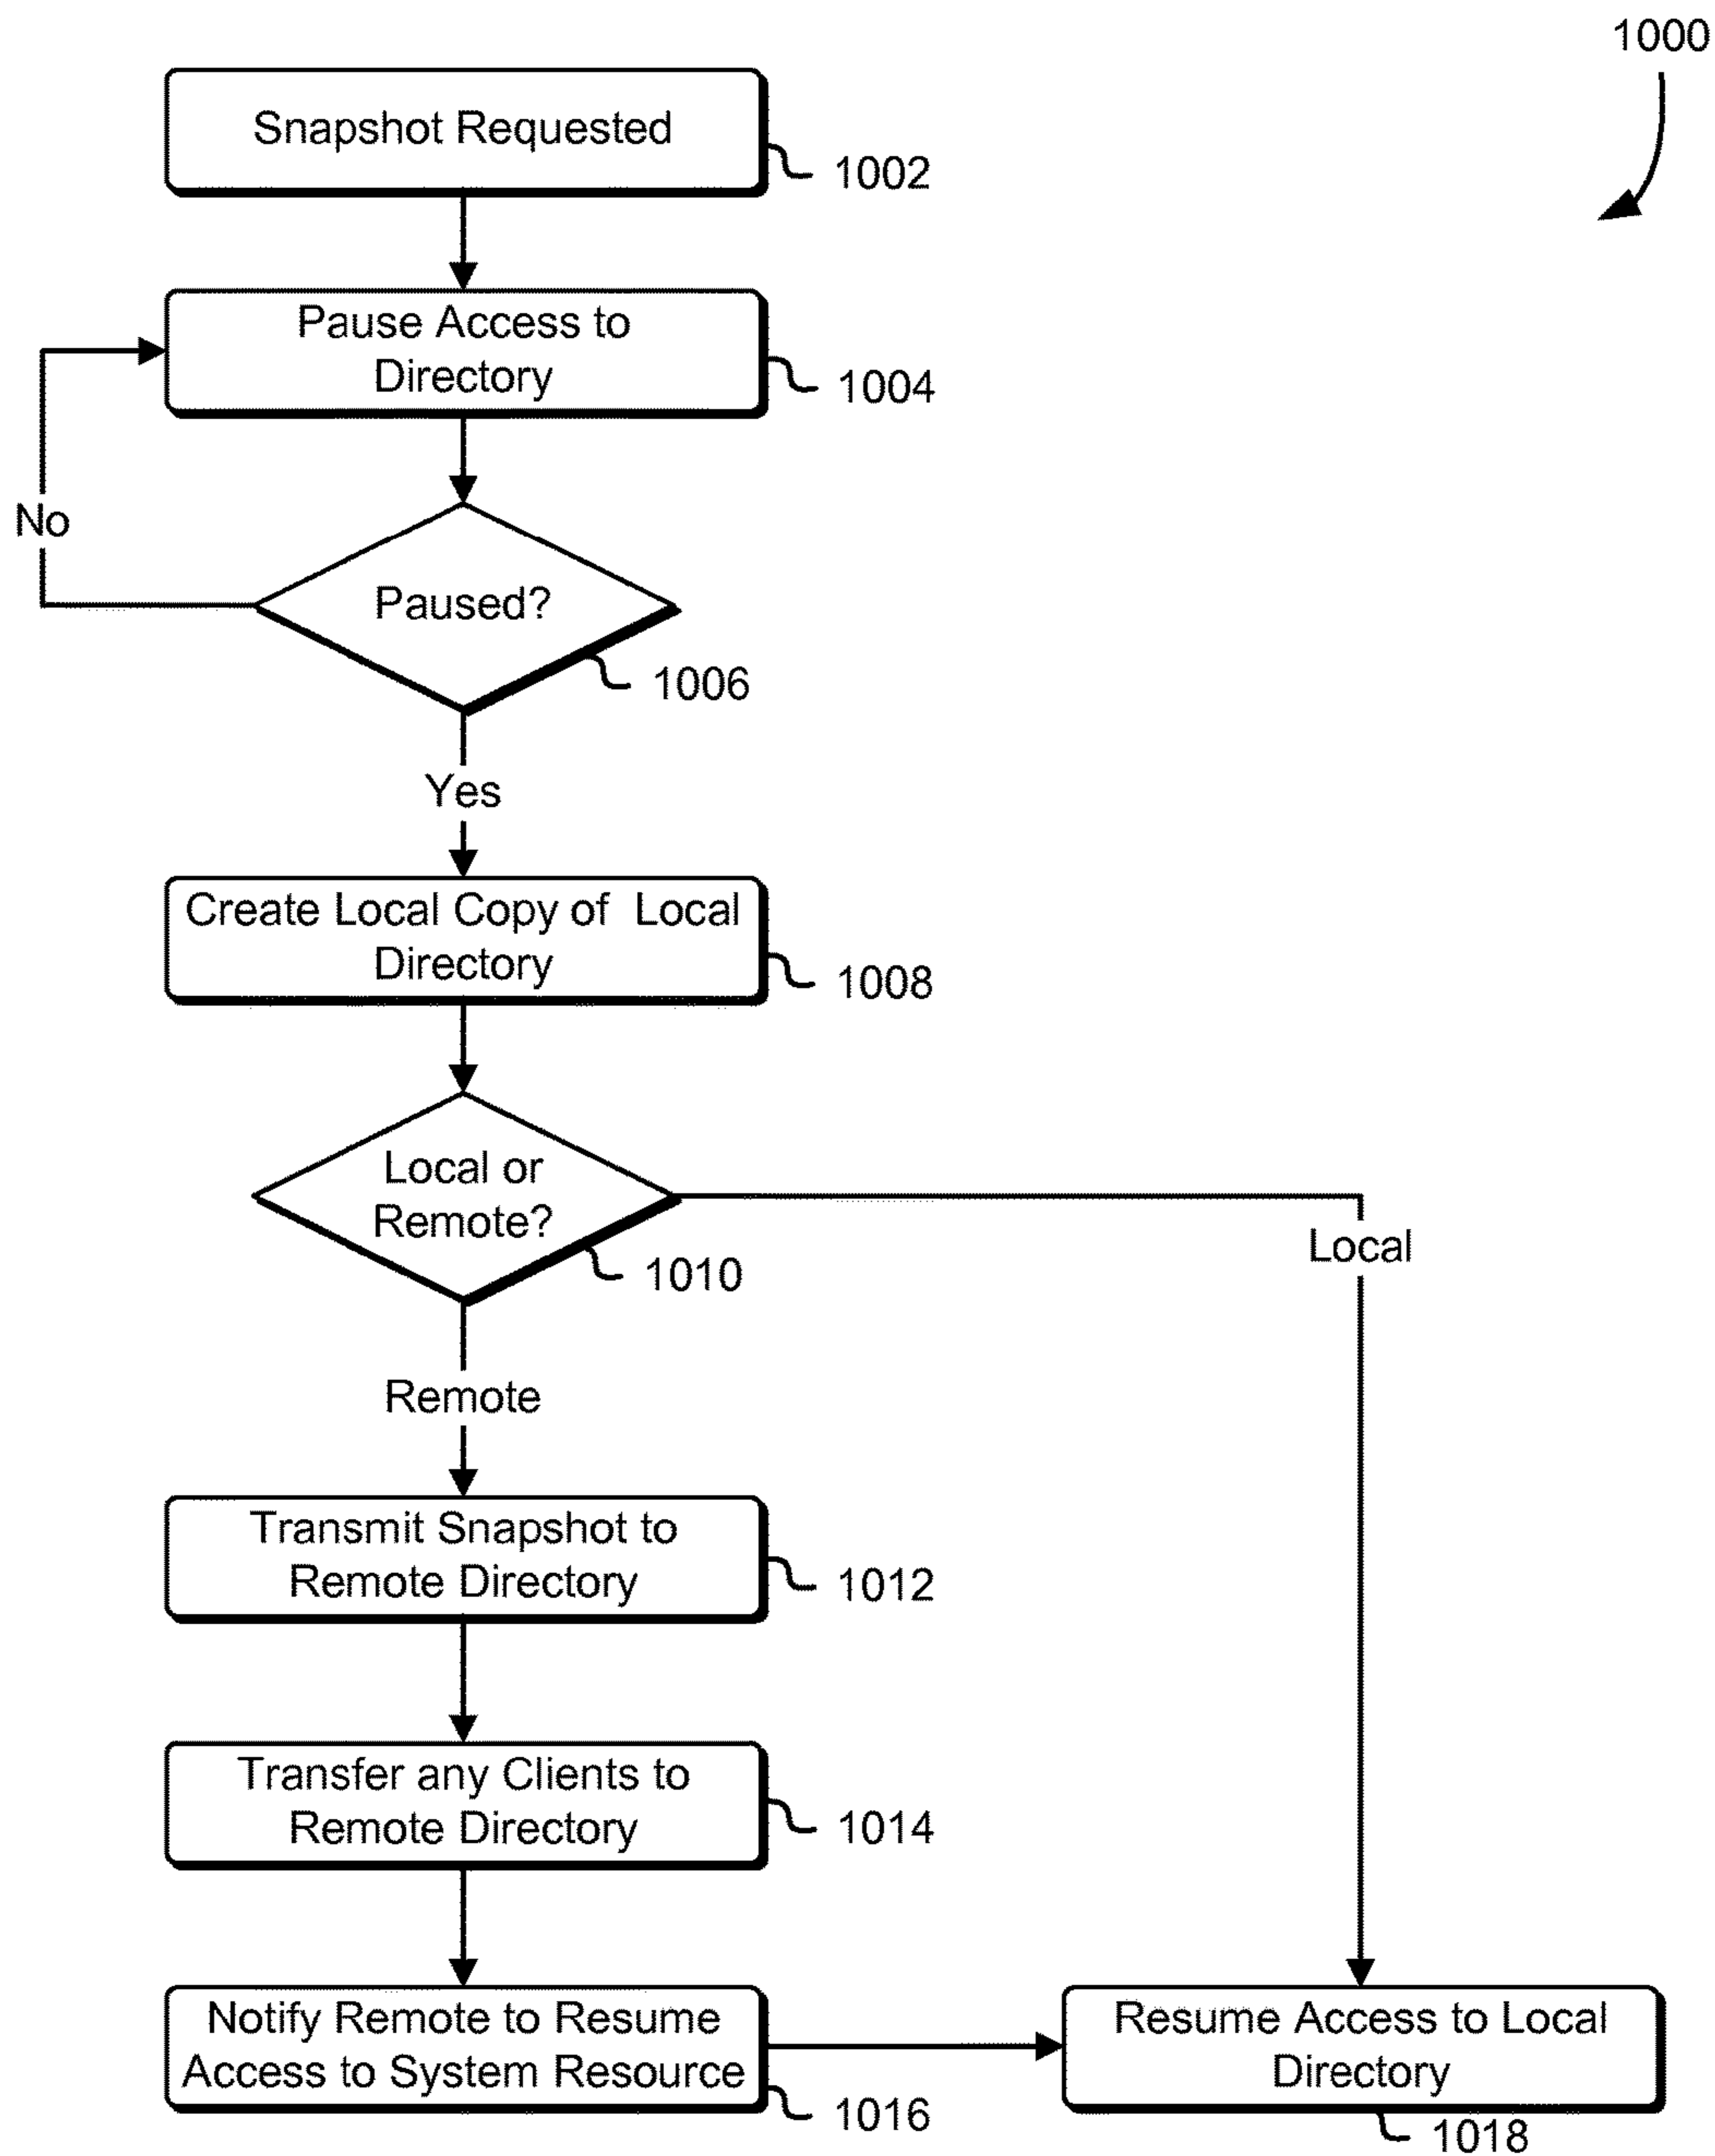 1000
Snapshot Requested
1002
Pause Access to
Directory
1004
No
Paused?
1006
Yes
Create Local Copy of Local
Directory
1008
Local or
Remote?
1010
Local
Remote
Transmit Snapshot to
Remote Directory
1012
Transfer any Clients to
Remote Directory
1014
Notify Remote to Resume
Access to System Resource
1016
Resume Access to Local
Directory
1018